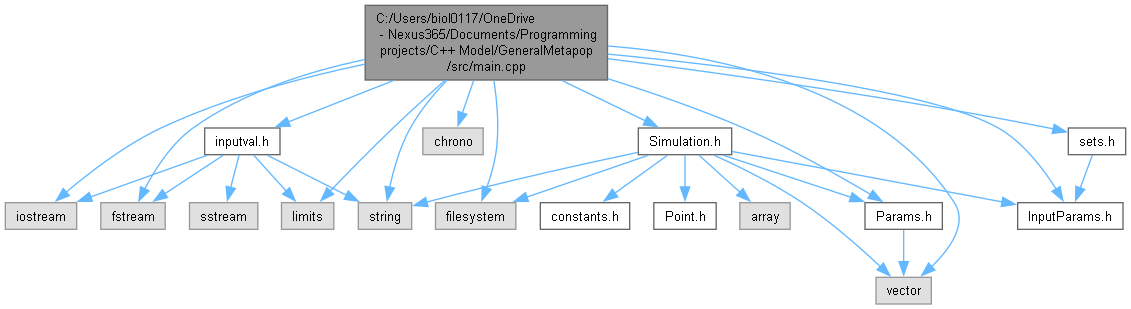 C:/Users/biol0117/OneDrive
- Nexus365/Documents/Programming
projects/C++ Model/GeneralMetapop
/src/main.cpp
inputval.h
chrono
Simulation.h
sets.h
iostream
fstream
sstream
limits
string
filesystem
constants.h
Point.h
array
Params.h
InputParams.h
vector